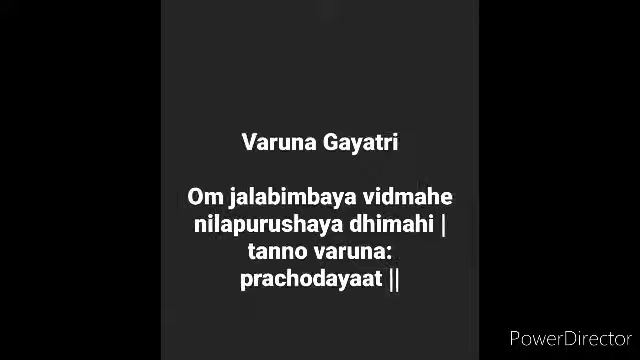 Varuna Gayatri
Om jalabimbaya vidmahe
nilapurushaya dhimahi |
tanno varuna:
prachodayaat ||
PowerDirector